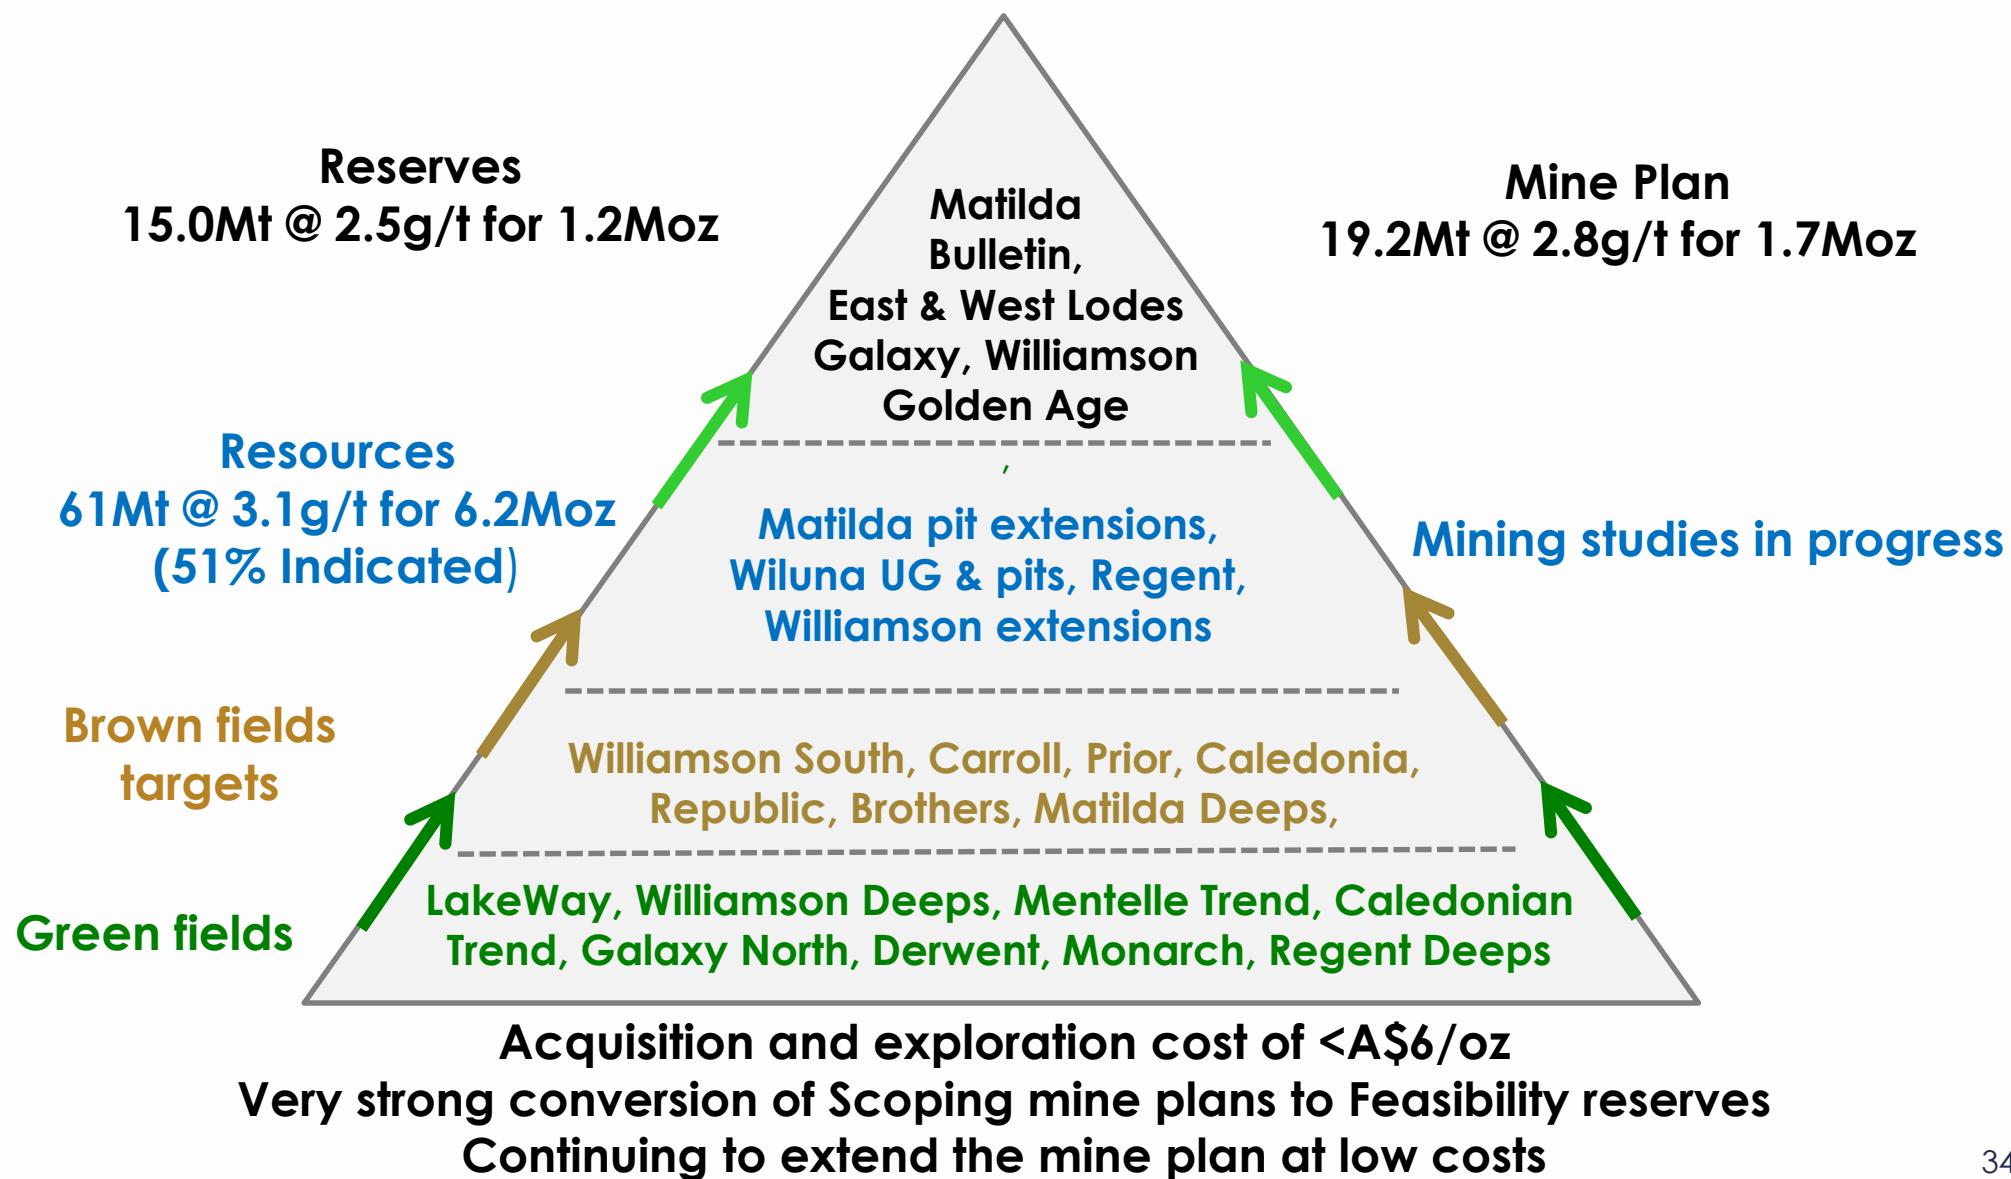 Reserves
15.0Mt @ 2.5g/t for 1.2Moz
Matilda
Bulletin,
East & West Lodes
Galaxy, Williamson
Golden Age
Mine Plan
19.2Mt @ 2.8g/t for 1.7Moz
Resources
61Mt @ 3.1g/t for 6.2Moz
(51% Indicated)
,
Matilda pit extensions,
Wiluna UG & pits, Regent,
Williamson extensions
Mining studies in progress
Brown fields
targets
Williamson South, Carroll, Prior, Caledonia,
Republic, Brothers, Matilda Deeps,
Green fields
LakeWay, Williamson Deeps, Mentelle Trend, Caledonian
Trend, Galaxy North, Derwent, Monarch, Regent Deeps
Acquisition and exploration cost of <A$6/oz
Very strong conversion of Scoping mine plans to Feasibility reserves
Continuing to extend the mine plan at low costs
34